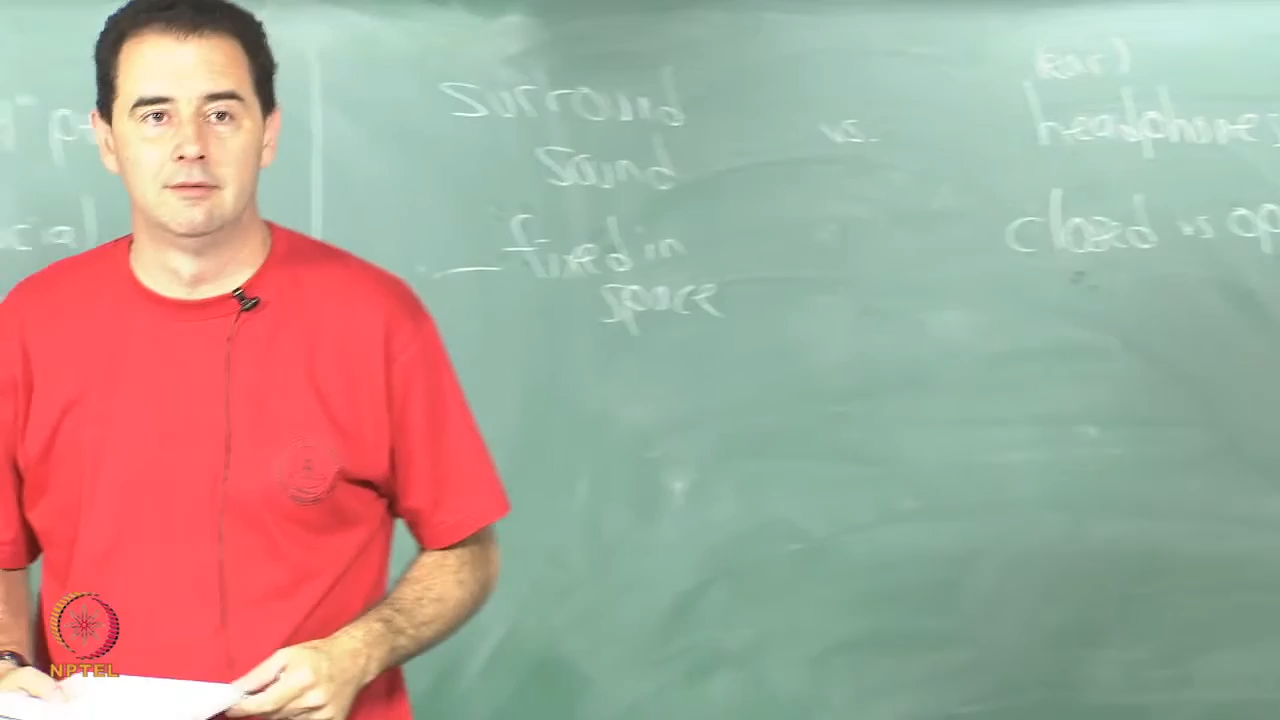 surround vs. (ear) headphones
sound
closed vs op
- fixed in
space
NPTEL